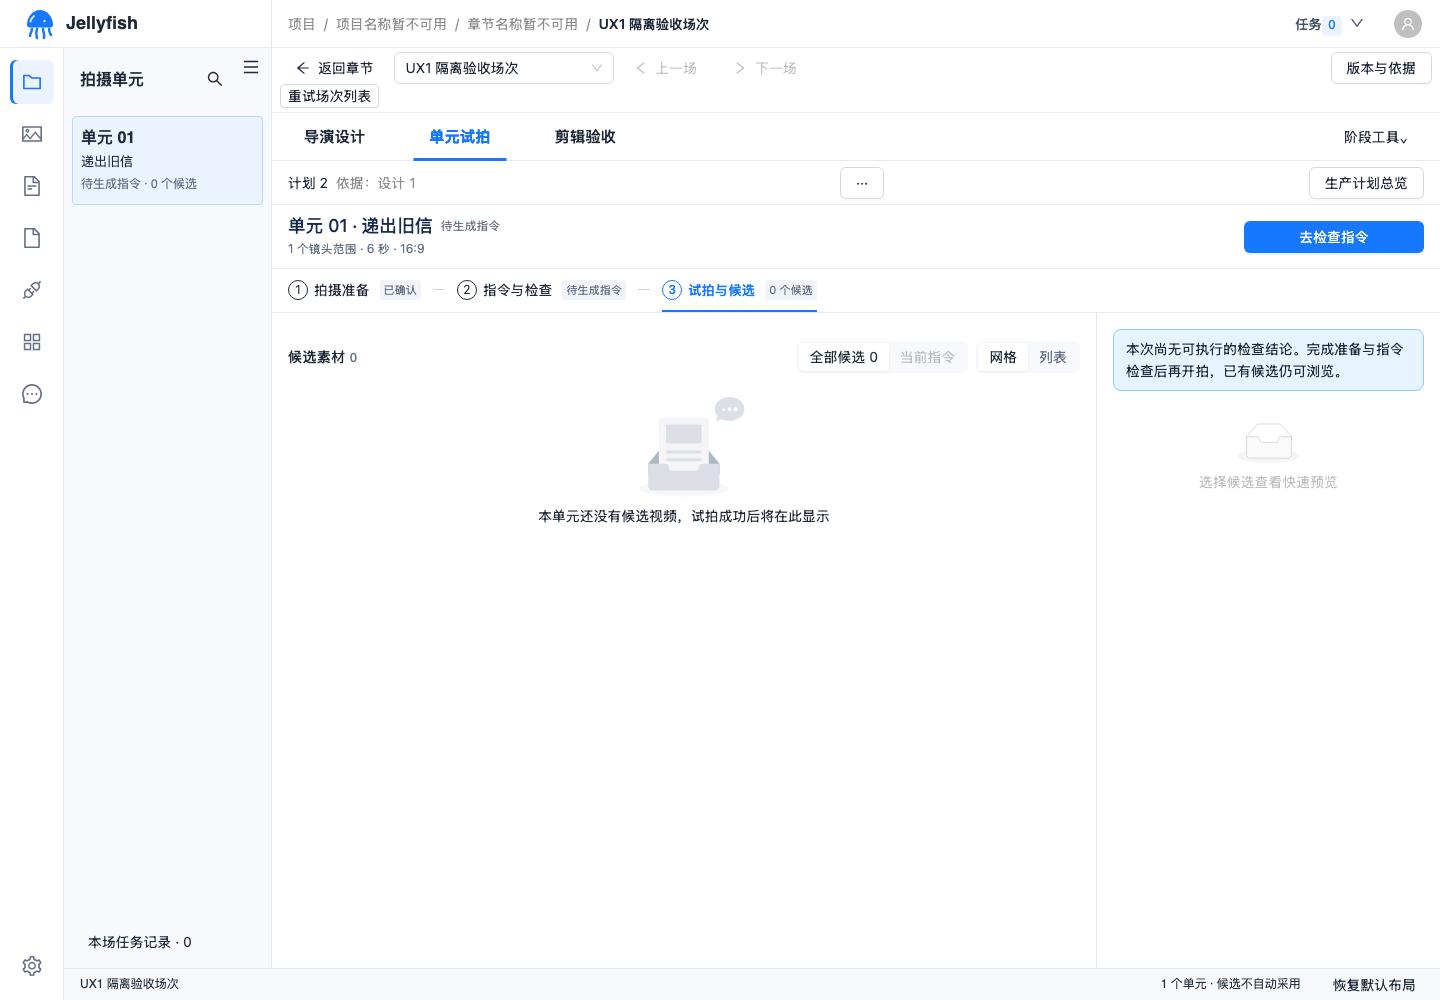 Jellyfish
项目 / 项目名称暂不可用 / 章节名称暂不可用 / UX1 隔离验收场次
任务 0
拍摄单元
返回章节
UX1 隔离验收场次
上一场
下一场
版本与依据
重试场次列表
单元 01
递出旧信
待生成指令 · 0 个候选
导演设计
单元试拍
剪辑验收
阶段工具
计划 2 依据：设计 1
···
生产计划总览
单元 01 · 递出旧信 待生成指令
1 个镜头范围 · 6 秒 · 16:9
去检查指令
1 拍摄准备 已确认
2 指令与检查 待生成指令
3 试拍与候选 0 个候选
候选素材 0
全部候选 0
当前指令
网格
列表
本次尚无可执行的检查结论。完成准备与指令
检查后再开拍，已有候选仍可浏览。
选择候选查看快速预览
本单元还没有候选视频，试拍成功后将在此显示
本场任务记录 · 0
UX1 隔离验收场次
1 个单元 · 候选不自动采用
恢复默认布局